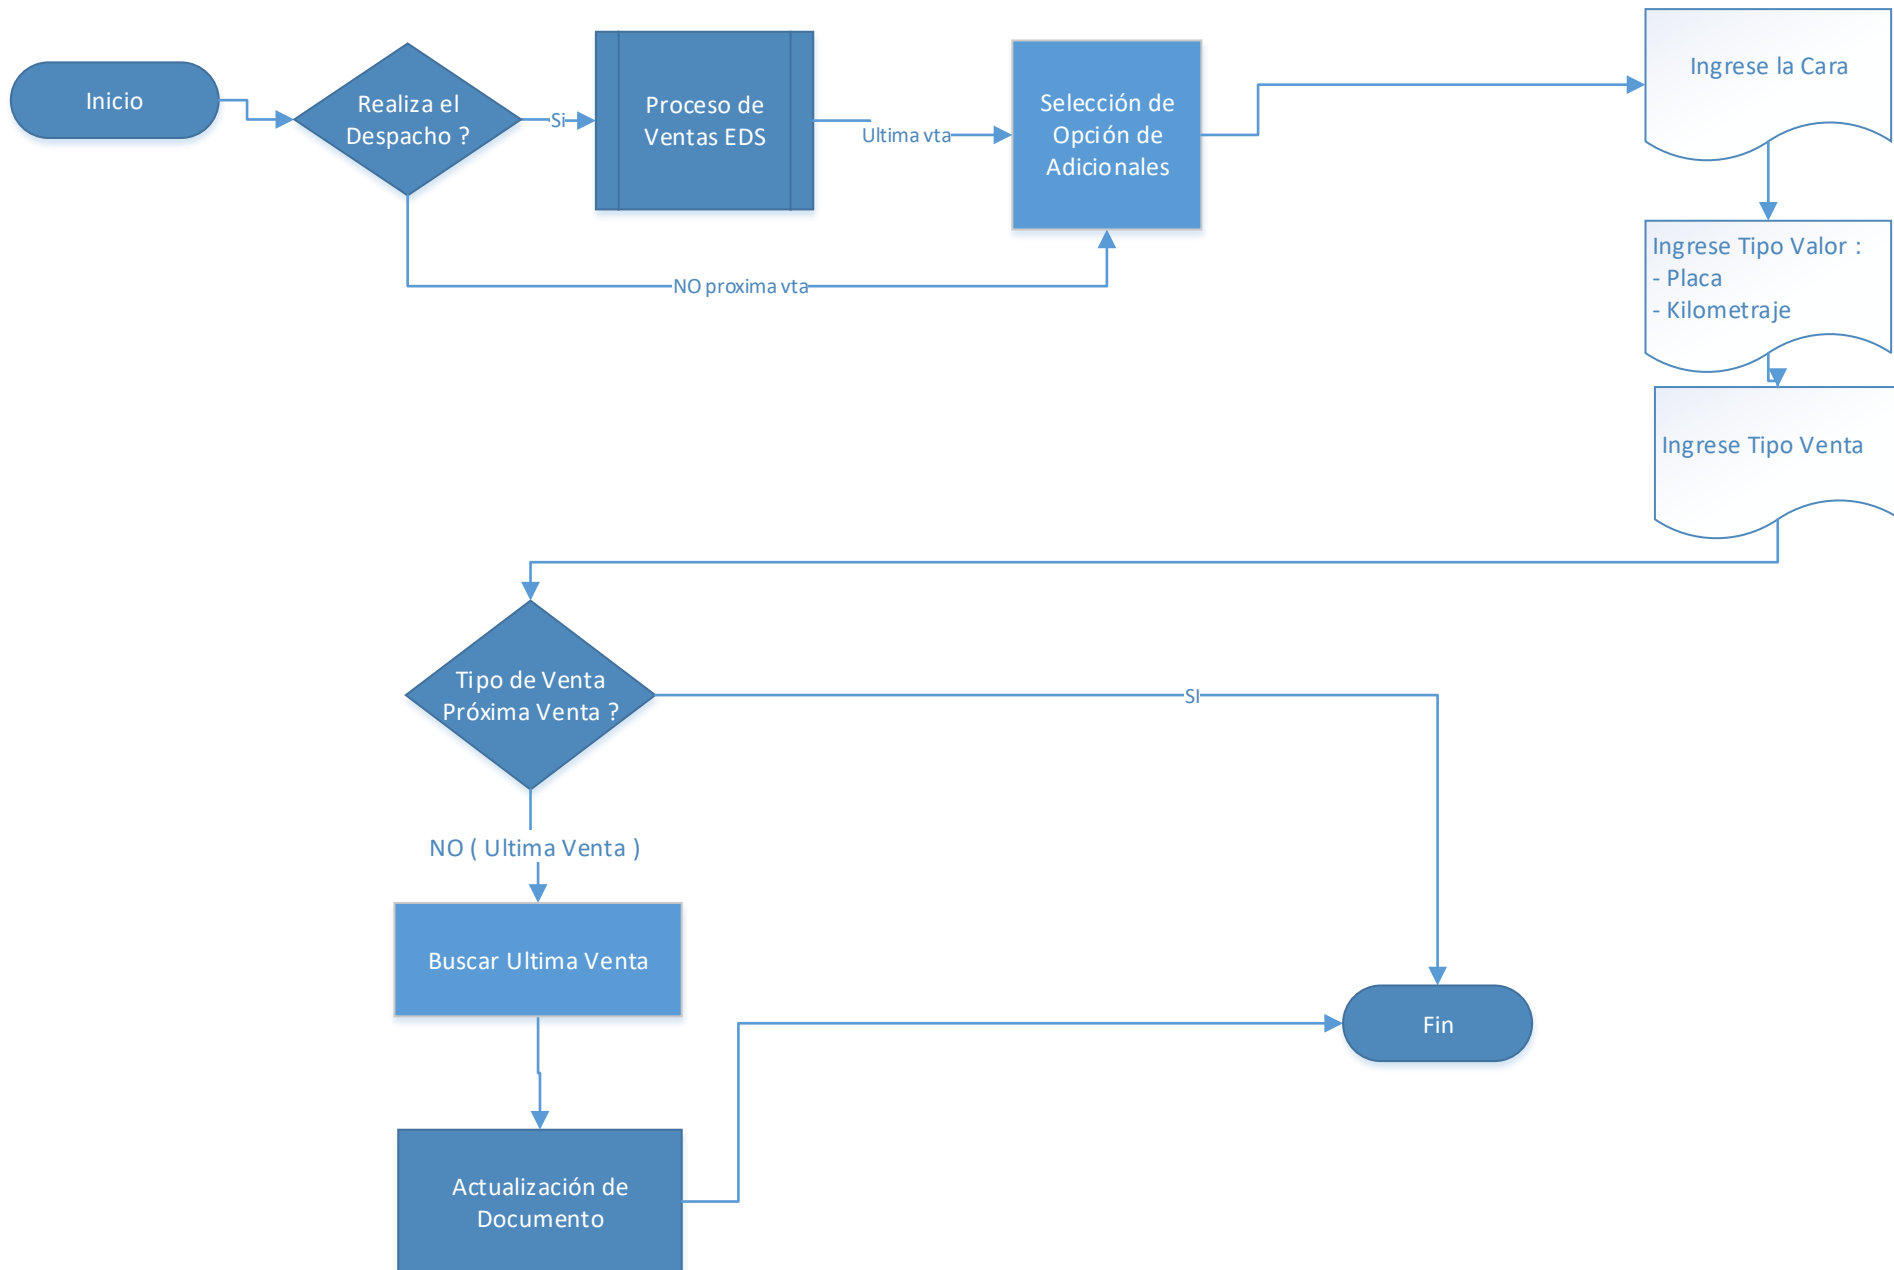 Inicio
Realiza el
Despacho ?
Si
Proceso de
Ventas EDS
Ultima vta
Selección de
Opción de
Adicionales
NO proxima vta
Ingrese la Cara
Ingrese Tipo Valor :
- Placa
- Kilometraje
Ingrese Tipo Venta
Tipo de Venta
Próxima Venta ?
SI
NO ( Ultima Venta )
Buscar Ultima Venta
Fin
Actualización de
Documento